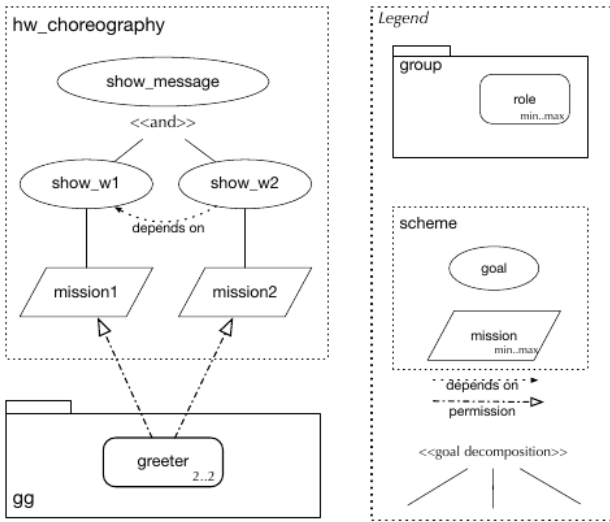 hw_choreography
show_message
<<and>>
show_w1
show_w2
depends on
mission1
mission2
greeter
2..2
gg
Legend
group
role
min..max
scheme
goal
mission
min..max
depends on
permission
<<goal decomposition>>